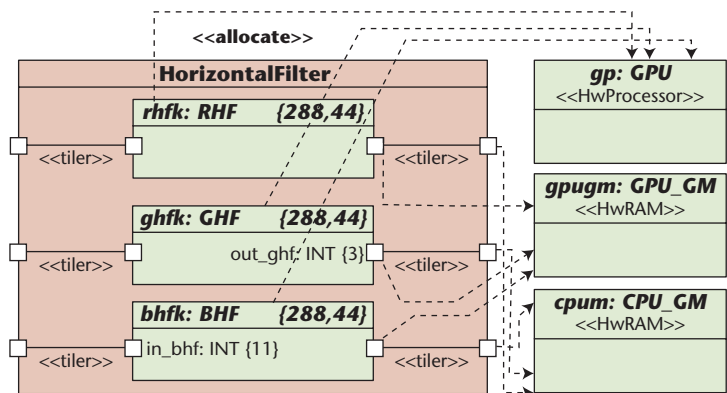 <<allocate>>
HorizontalFilter
rhfk: RHF {288,44}
<<tiler>>
<<tiler>>
ghfk: GHF {288,44}
out_ghf: INT {3}
<<tiler>>
<<tiler>>
bhfk: BHF {288,44}
in_bhf: INT {11}
<<tiler>>
<<tiler>>
gp: GPU
<<HwProcessor>>
gpugm: GPU_GM
<<HwRAM>>
cpum: CPU_GM
<<HwRAM>>